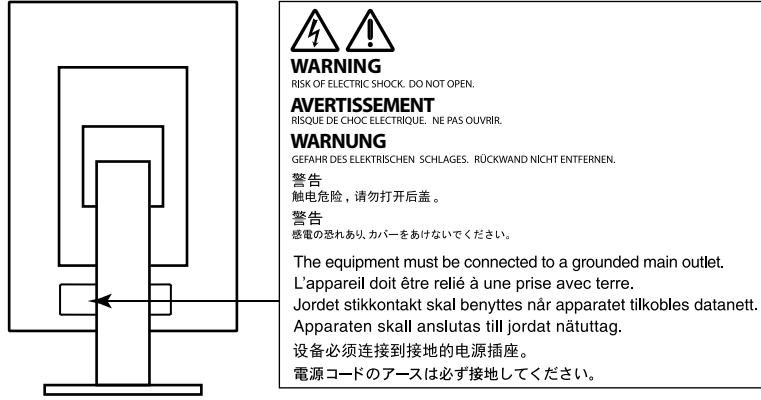 WARNING
RISK OF ELECTRIC SHOCK. DO NOT OPEN.
AVERTISSEMENT
RISQUE DE CHOC ELECTRIQUE. NE PAS OUVRIR.
WARNUNG
GEFAHR DES ELEKTRISCHEN SCHLAGES. RÜCKWAND NICHT ENTFERNEN.
警告
触电危险，请勿打开后盖。
警告
感電の恐れあり、カバーをあけないでください。
The equipment must be connected to a grounded main outlet.
L'appareil doit être relié à une prise avec terre.
Jordet stikkontakt skal benyttes når apparatet tilkobles datanett.
Apparaten skall anslutas till jordat nätuttag.
设备必须连接到接地的电源插座。
電源コードのアースは必ず接地してください。